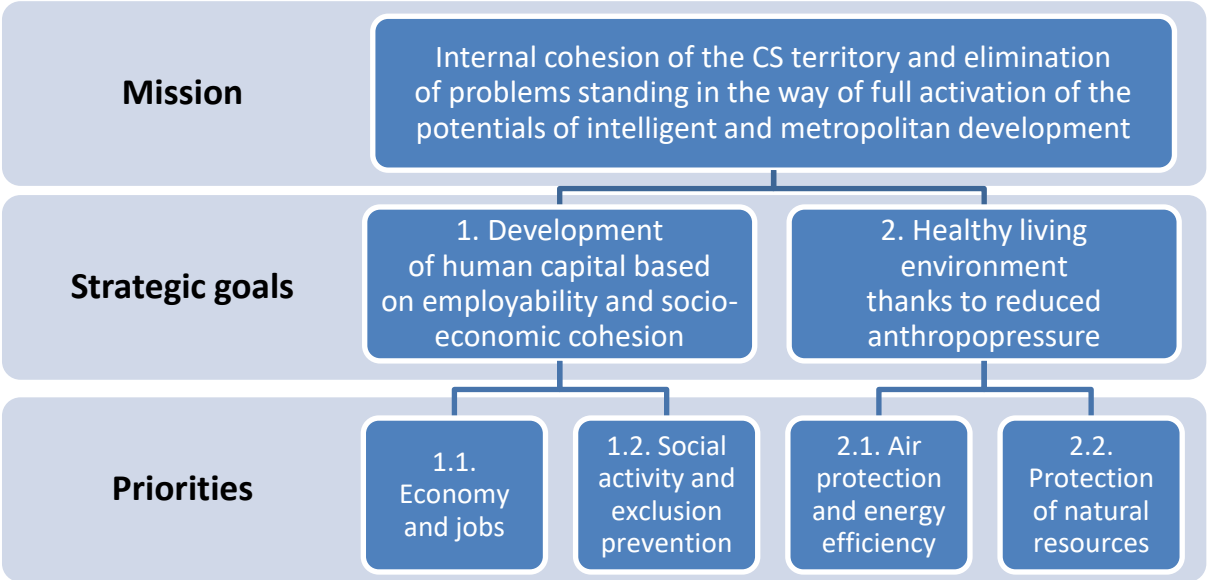 Mission
Internal cohesion of the CS territory and elimination
of problems standing in the way of full activation of the
potentials of intelligent and metropolitan development
Strategic goals
1. Development
of human capital based
on employability and socio-
economic cohesion
2. Healthy living
environment
thanks to reduced
anthropopressure
Priorities
1.1.
Economy
and jobs
1.2. Social
activity and
exclusion
prevention
2.1. Air
protection
and energy
efficiency
2.2.
Protection
of natural
resources